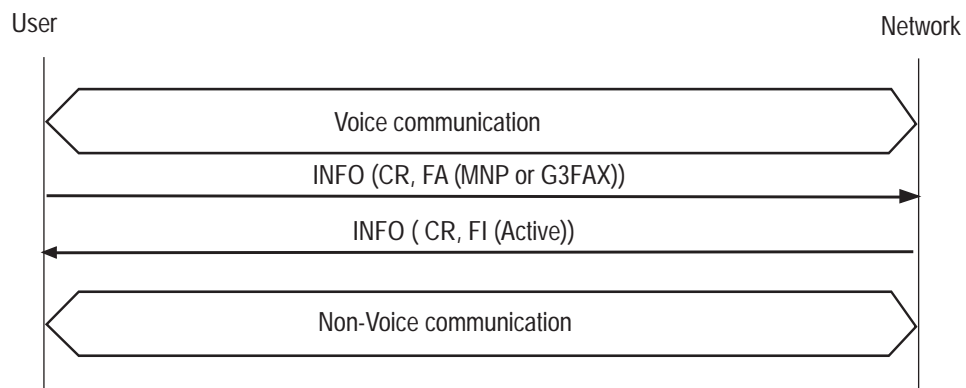 User
Network
Voice communication
INFO (CR, FA (MNP or G3FAX))
INFO ( CR, FI (Active))
Non-Voice communication